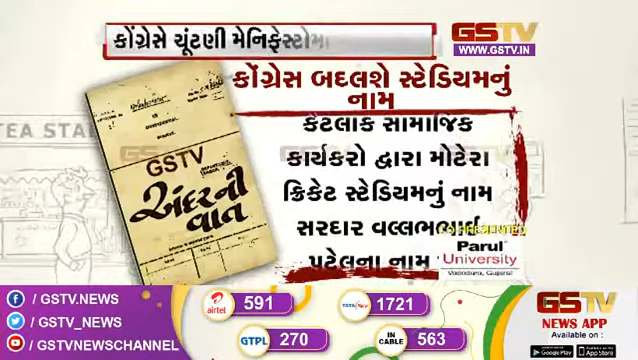 કોંગ્રેસે ચૂંટણી મેનિફેસ્ટોમા
GSTV
WWW.GSTV.IN
કોંગ્રેસ બદલશે સ્ટેડિયમનું
નામ
કેટલાક સામાજિક
કાર્યકરો દ્વારા મોટેરા
ક્રિકેટ સ્ટેડિયમનું નામ
સરદાર વલ્લભભાઈ
પટેલના નામ
TEA STA
GSTV
અંદરની
વાત
CO PRESENTED
Parul
University
Vadodara, Gujarat
/ GSTV.NEWS
/ GSTV_NEWS
/ GSTVNEWSCHANNEL
airtel 591
TATA Sky 1721
GTPL 270
IN CABLE 563
GSTV
NEWS APP
Available on :
Google Play App Store